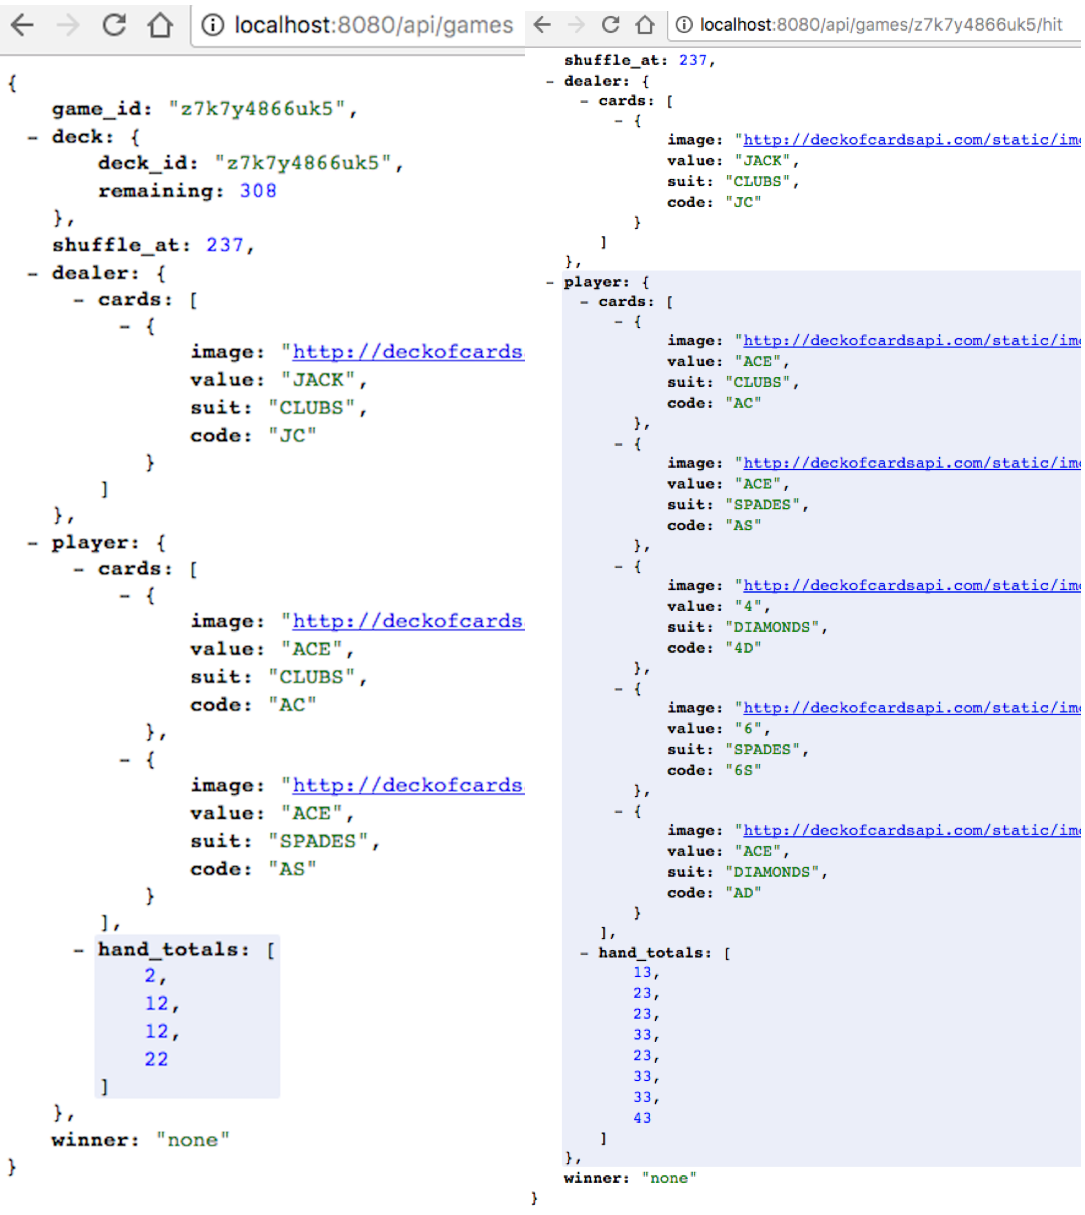 localhost:8080/api/games
{
game_id: "z7k7y4866uk5",
- deck: {
deck_id: "z7k7y4866uk5",
remaining: 308
},
shuffle_at: 237,
- dealer: {
- cards: [
- {
image: "http://deckofcards
value: "JACK",
suit: "CLUBS",
code: "JC"
}
]
},
- player: {
- cards: [
- {
image: "http://deckofcards
value: "ACE",
suit: "CLUBS",
code: "AC"
},
- {
image: "http://deckofcards
value: "ACE",
suit: "SPADES",
code: "AS"
}
],
- hand_totals: [
2,
12,
12,
22
]
},
winner: "none"
}
localhost:8080/api/games/z7k7y4866uk5/hit
shuffle_at: 237,
- dealer: {
- cards: [
- {
image: "http://deckofcardsapi.com/static/im
value: "JACK",
suit: "CLUBS",
code: "JC"
}
]
},
- player: {
- cards: [
- {
image: "http://deckofcardsapi.com/static/im
value: "ACE",
suit: "CLUBS",
code: "AC"
},
- {
image: "http://deckofcardsapi.com/static/im
value: "ACE",
suit: "SPADES",
code: "AS"
},
- {
image: "http://deckofcardsapi.com/static/im
value: "4",
suit: "DIAMONDS",
code: "4D"
},
- {
image: "http://deckofcardsapi.com/static/im
value: "6",
suit: "SPADES",
code: "6S"
},
- {
image: "http://deckofcardsapi.com/static/im
value: "ACE",
suit: "DIAMONDS",
code: "AD"
}
],
- hand_totals: [
13,
23,
23,
33,
23,
33,
33,
43
]
},
winner: "none"
}